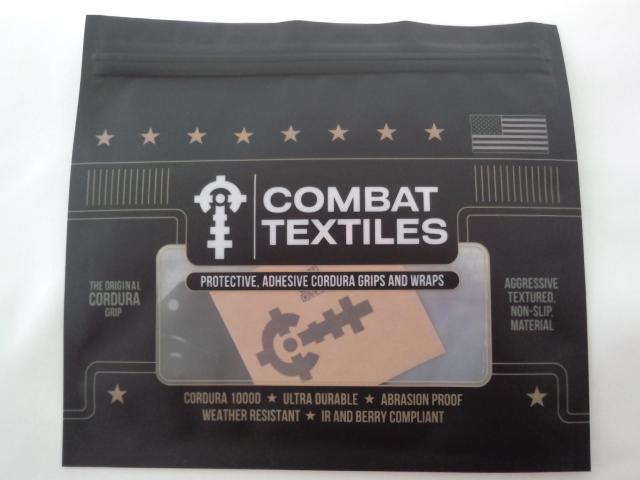 COMBAT
TEXTILES
PROTECTIVE, ADHESIVE CORDURA GRIPS AND WRAPS
THE ORIGINAL
CORDURA
GRIP
AGGRESSIVE
TEXTURED,
NON-SLIP,
MATERIAL
CORDURA 1000D ★ ULTRA DURABLE ★ ABRASION PROOF
WEATHER RESISTANT ★ IR AND BERRY COMPLIANT